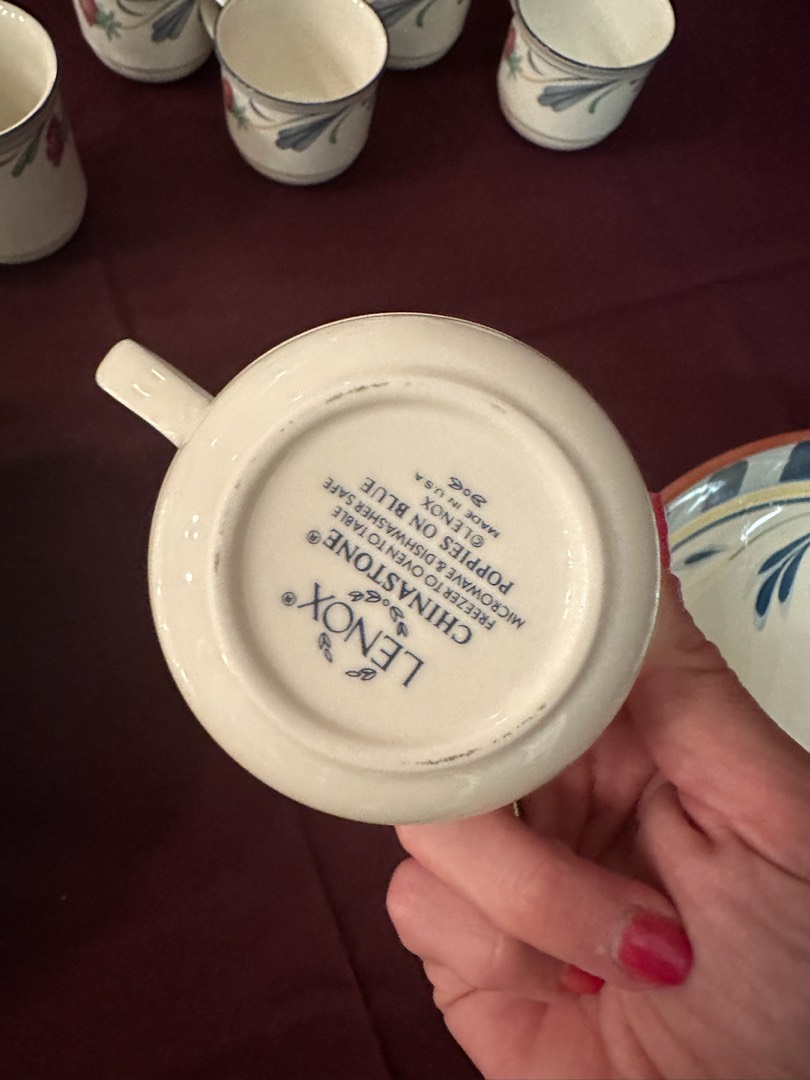 LENOX®
CHINASTONE®
FREEZER TO OVEN TO TABLE
MICROWAVE & DISHWASHER SAFE
POPPIES ON BLUE
©LENOX
MADE IN U.S.A